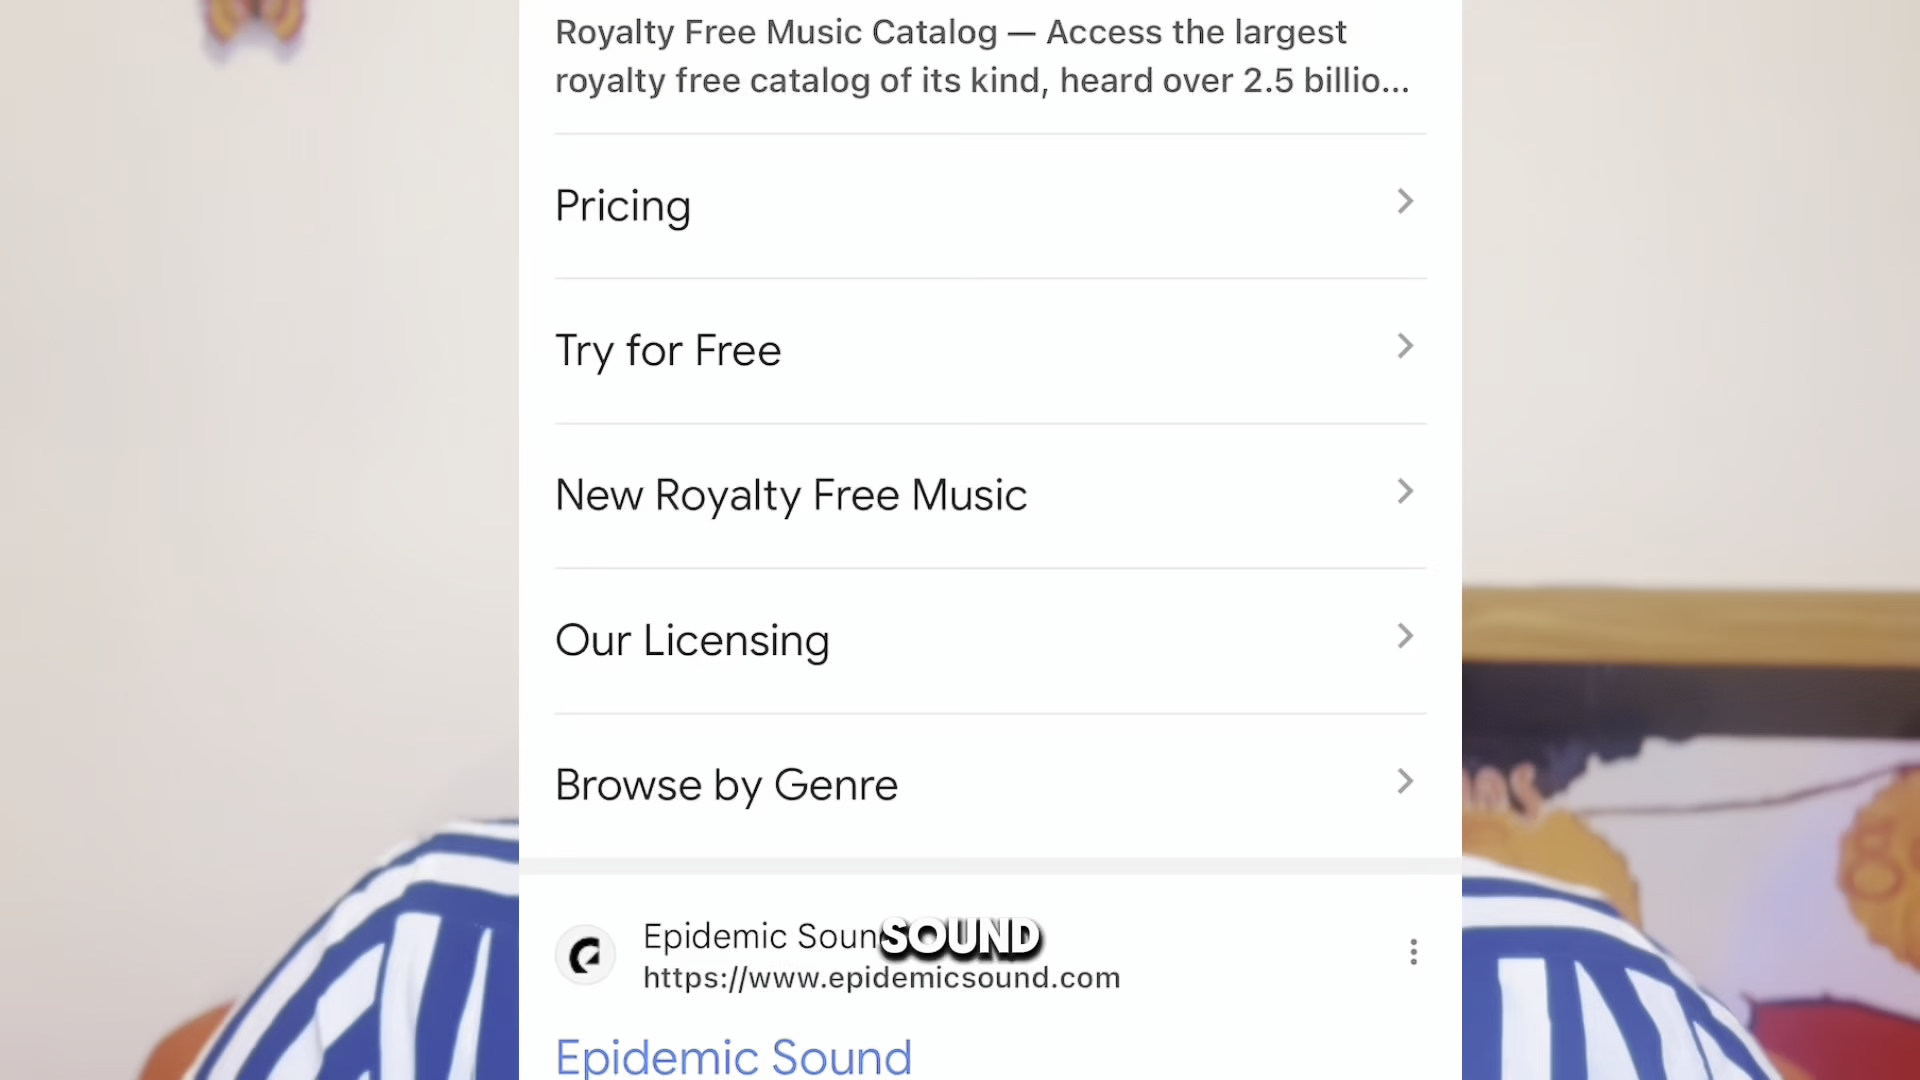 Royalty Free Music Catalog — Access the largest
royalty free catalog of its kind, heard over 2.5 billio...
Pricing
Try for Free
New Royalty Free Music
Our Licensing
Browse by Genre
Epidemic Soun
SOUND
https://www.epidemicsound.com
Epidemic Sound